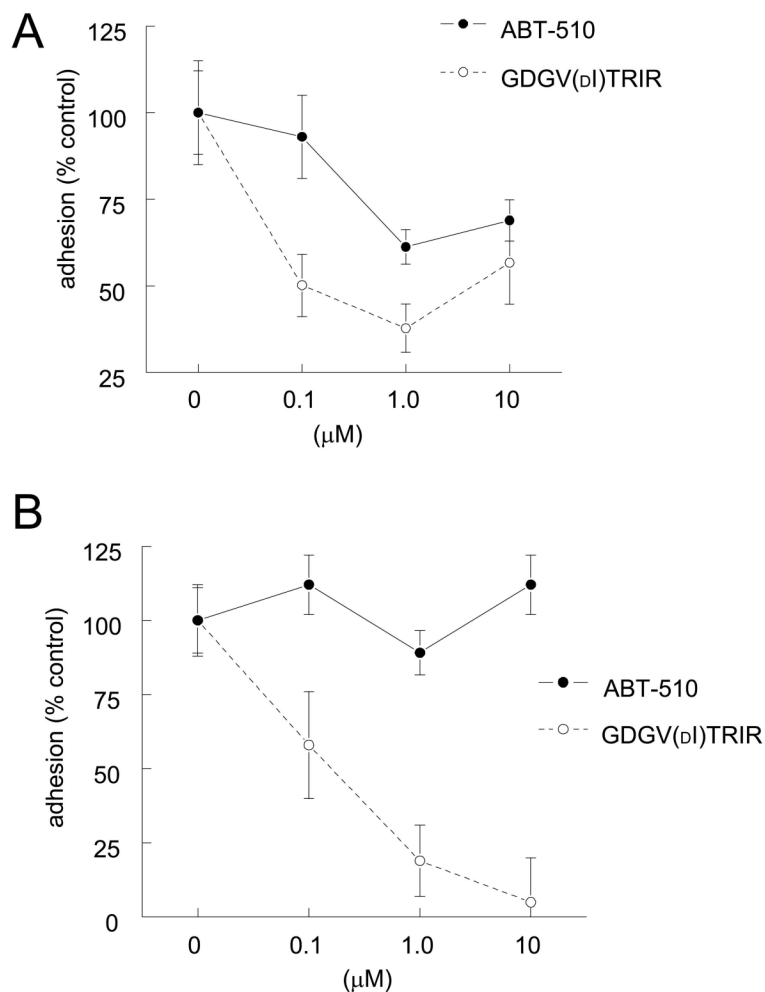 A
125
100
75
50
25
adhesion (% control)
ABT-510
GDGV(DI)TRIR
0 0.1 1.0 10
(μM)
B
125
100
75
50
25
0
adhesion (% control)
ABT-510
GDGV(DI)TRIR
0 0.1 1.0 10
(μM)